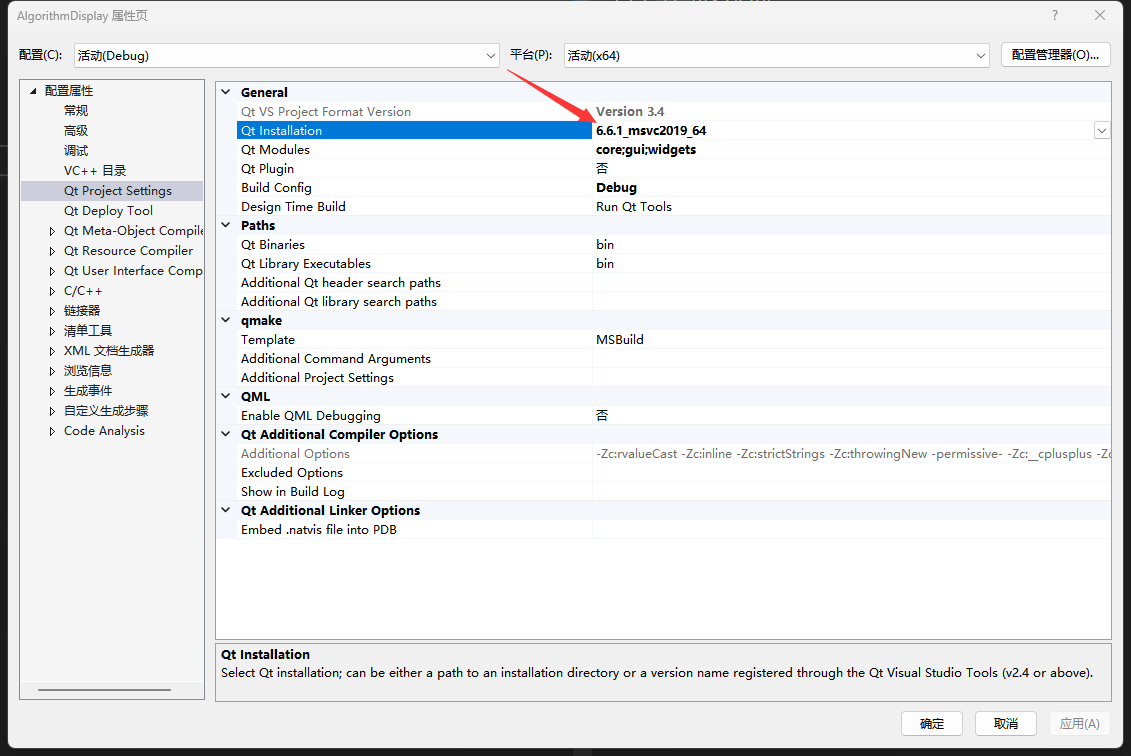 AlgorithmDisplay 属性页
?
配置(C):
活动(Debug)
平台(P):
活动(x64)
配置管理器(O)...
配置属性
常规
高级
调试
VC++ 目录
Qt Project Settings
Qt Deploy Tool
Qt Meta-Object Compile
Qt Resource Compiler
Qt User Interface Comp
C/C++
链接器
清单工具
XML 文档生成器
浏览信息
生成事件
自定义生成步骤
Code Analysis
General
Qt VS Project Format Version Version 3.4
Qt Installation 6.6.1_msvc2019_64
Qt Modules core;gui;widgets
Qt Plugin 否
Build Config Debug
Design Time Build Run Qt Tools
Paths
Qt Binaries bin
Qt Library Executables bin
Additional Qt header search paths
Additional Qt library search paths
qmake
Template MSBuild
Additional Command Arguments
Additional Project Settings
QML
Enable QML Debugging 否
Qt Additional Compiler Options
Additional Options -Zc:rvalueCast -Zc:inline -Zc:strictStrings -Zc:throwingNew -permissive- -Zc:__cplusplus -Zc
Excluded Options
Show in Build Log
Qt Additional Linker Options
Embed .natvis file into PDB
Qt Installation
Select Qt installation; can be either a path to an installation directory or a version name registered through the Qt Visual Studio Tools (v2.4 or above).
确定
取消
应用(A)